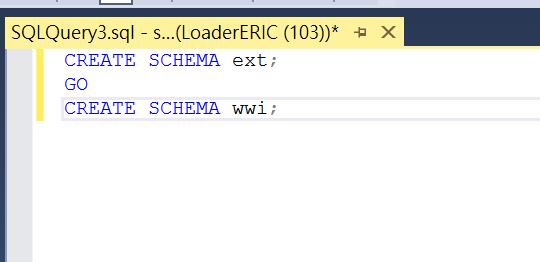 SQLQuery3.sql - s...(LoaderERIC (103))*
CREATE SCHEMA ext;
GO
CREATE SCHEMA wwi;